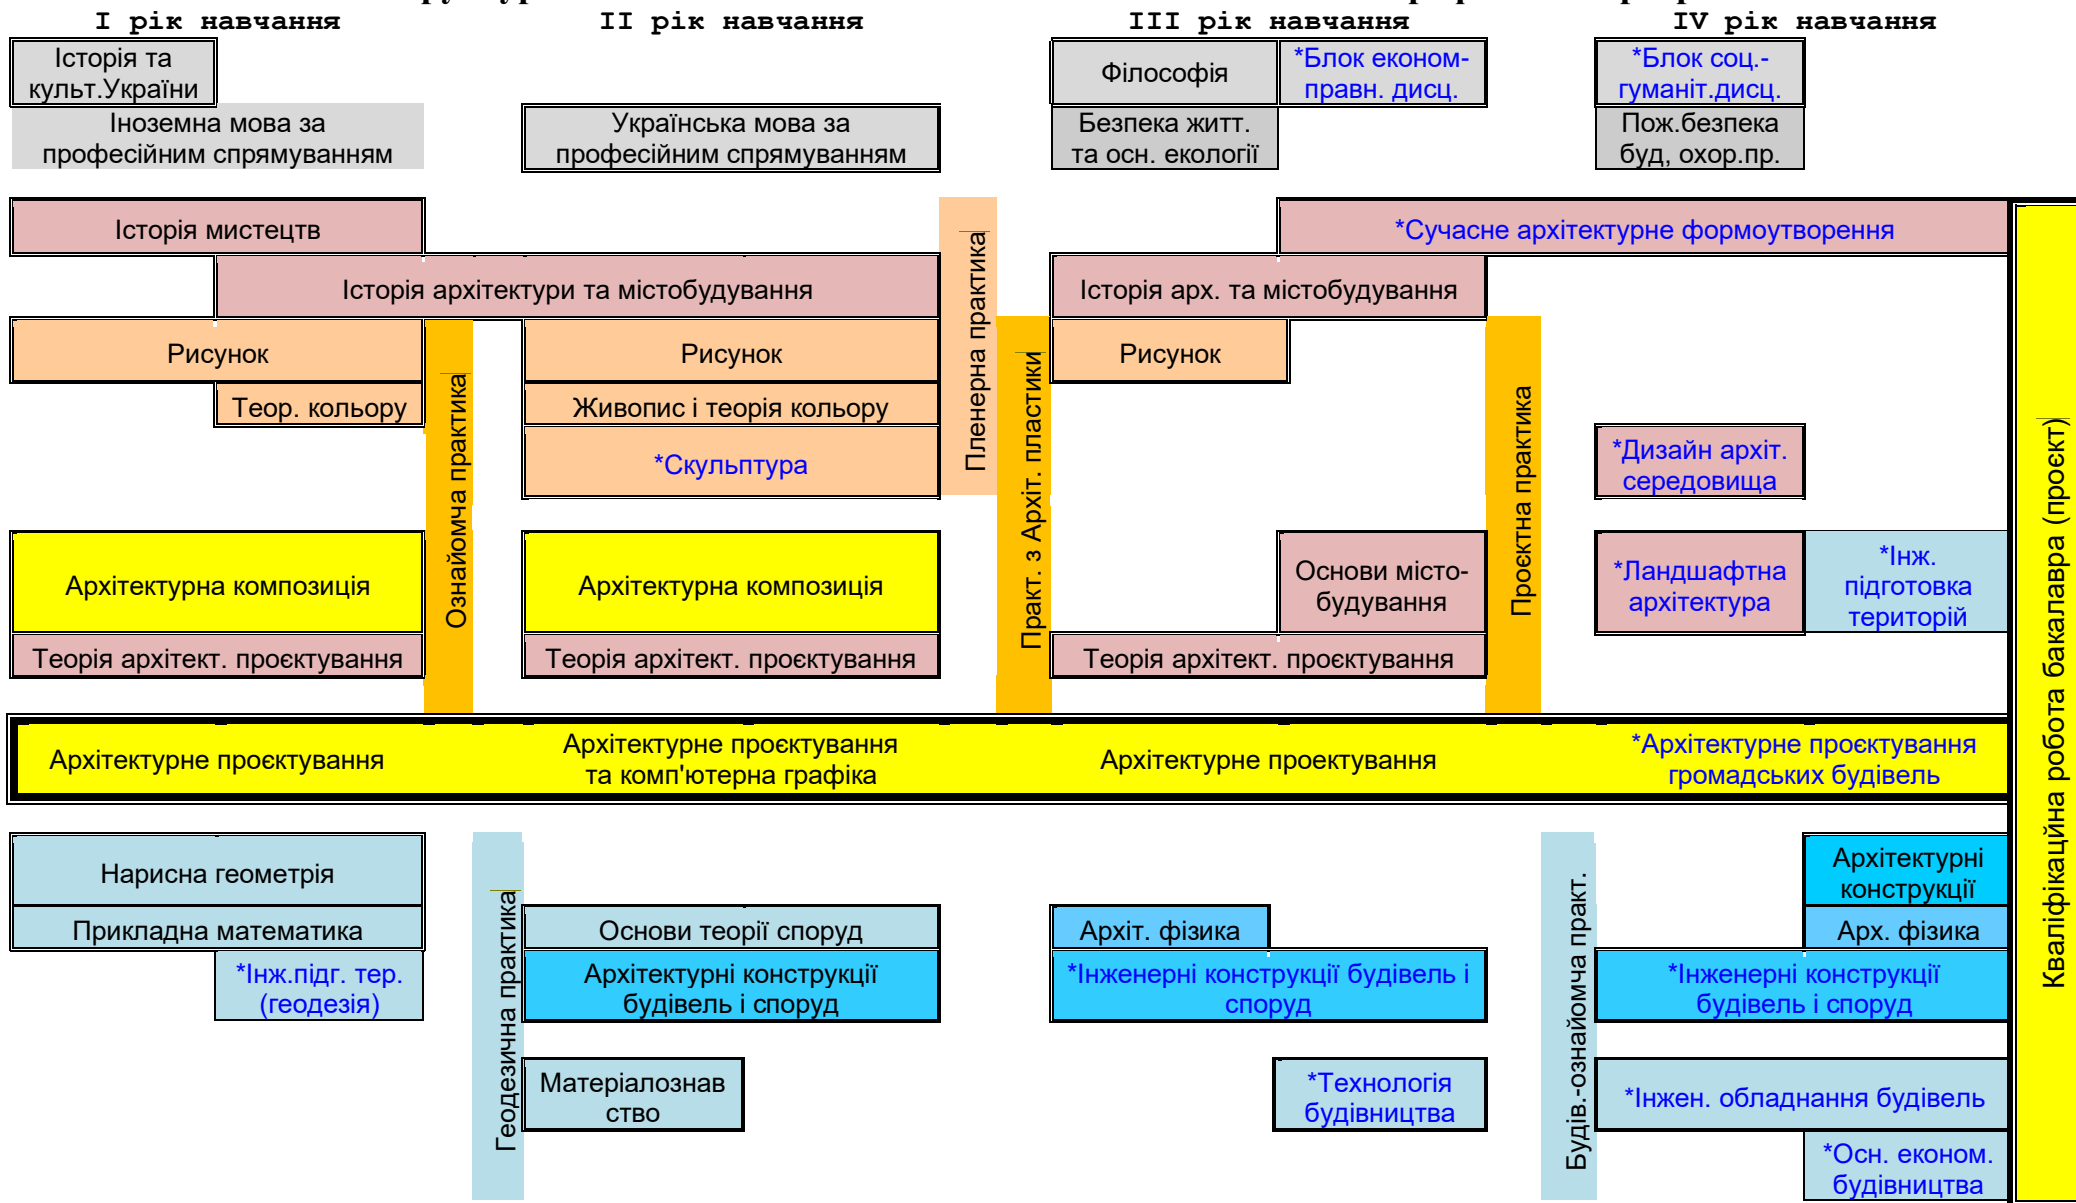 І рік навчання
ІІ рік навчання
ІІІ рік навчання
ІV рік навчання
Історія та
культ.України
Філософія
*Блок економ-
правн. дисц.
*Блок соц.-
гуманіт.дисц.
Іноземна мова за
професійним спрямуванням
Українська мова за
професійним спрямуванням
Безпека житт.
та осн. екології
Пож.безпека
буд, охор.пр.
Історія мистецтв
*Сучасне архітектурне формоутворення
Історія архітектури та містобудування
Історія арх. та містобудування
Рисунок
Рисунок
Рисунок
Теор. кольору
Живопис і теорія кольору
*Скульптура
*Дизайн архіт.
середовища
Ознайомча практика
Пленерна практика
Практ. з Архіт. пластики
Проєктна практика
Архітектурна композиція
Архітектурна композиція
Основи місто-
будування
*Ландшафтна
архітектура
*Інж.
підготовка
територій
Теорія архітект. проєктування
Теорія архітект. проєктування
Теорія архітект. проєктування
Архітектурне проєктування
Архітектурне проєктування
та комп'ютерна графіка
Архітектурне проектування
*Архітектурне проєктування
громадських будівель
Кваліфікаційна робота бакалавра (проєкт)
Нарисна геометрія
Архітектурні
конструкції
Прикладна математика
Основи теорії споруд
Архіт. фізика
Арх. фізика
*Інж.підг. тер.
(геодезія)
Геодезична практика
Архітектурні конструкції
будівель і споруд
*Інженерні конструкції будівель і
споруд
Будів.-ознайомча практ.
*Інженерні конструкції
будівель і споруд
Матеріалознав
ство
*Технологія
будівництва
*Інжен. обладнання будівель
*Осн. економ.
будівництва